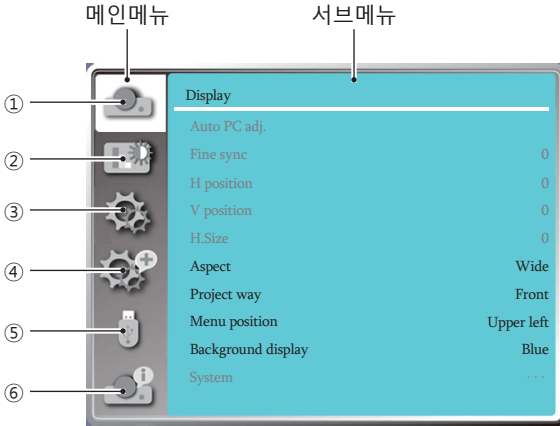 메인메뉴 서브메뉴
① Display
Auto PC adj.
② Fine sync 0
H position 0
③ V position 0
H.Size 0
④ Aspect Wide
Project way Front
⑤ Menu position Upper left
Background display Blue
⑥ System ···